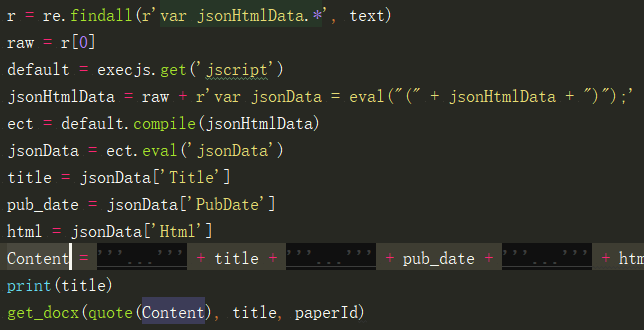 r = re.findall(r'var jsonHtmlData.*', text)
raw = r[0]
default = execjs.get('jscript')
jsonHtmlData = raw + r'var jsonData = eval("(" + jsonHtmlData + ")");'
ect = default.compile(jsonHtmlData)
jsonData = ect.eval('jsonData')
title = jsonData['Title']
pub_date = jsonData['PubDate']
html = jsonData['Html']
Content = '''...''' + title + '''...''' + pub_date + '''...''' + htm
print(title)
get_docx(quote(Content), title, paperId)